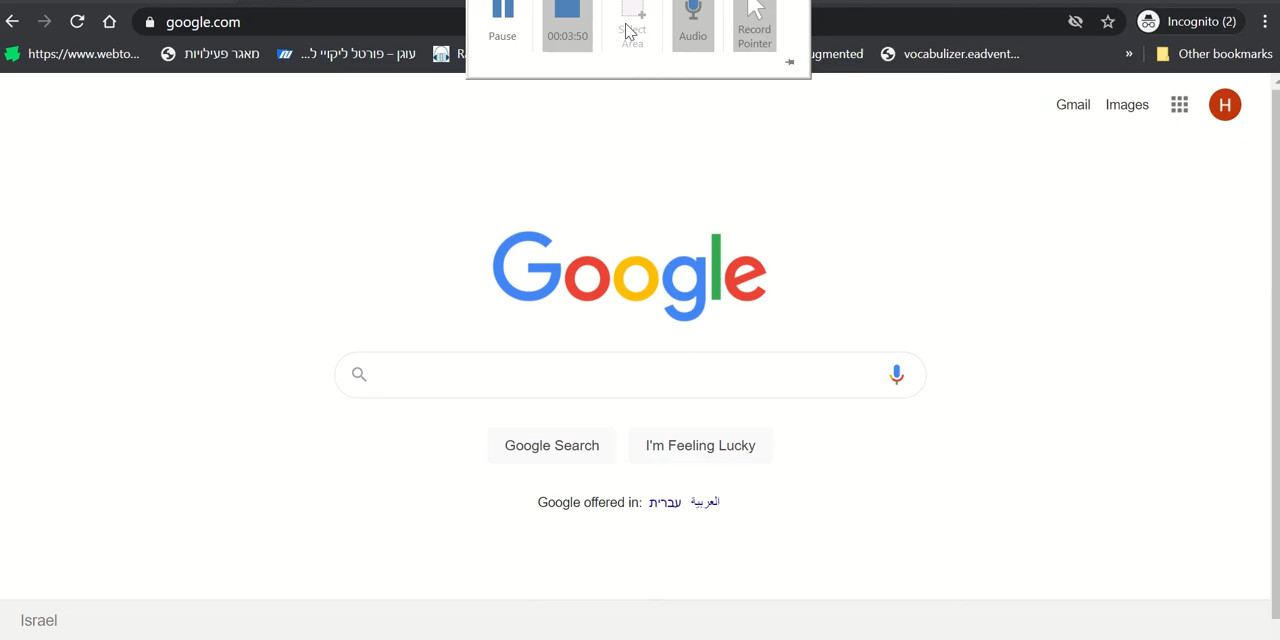 google.com
Incognito (2)
Pause
00:03:50
Select Area
Audio
Record Pointer
https://www.webto...
מאגר פעילויות
עוגן – פורטל ליקויי ל...
ugmented
vocabulizer.eadvent...
»
Other bookmarks
Gmail
Images
H
Google
Google Search
I'm Feeling Lucky
Google offered in: עברית العربية
Israel